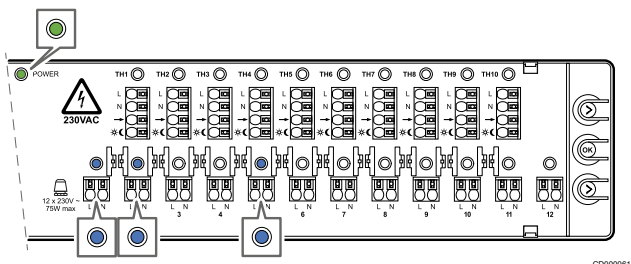 POWER
TH1 TH2 TH3 TH4 TH5 TH6 TH7 TH8 TH9 TH10
L L L L L L L L L L
N N N N N N N N N N
230VAC
OK
12 x 230V ~
75W max
L N L N L N L N L N L N L N L N L N L N L N L N
3 4 6 7 8 9 10 11 12
CD000061